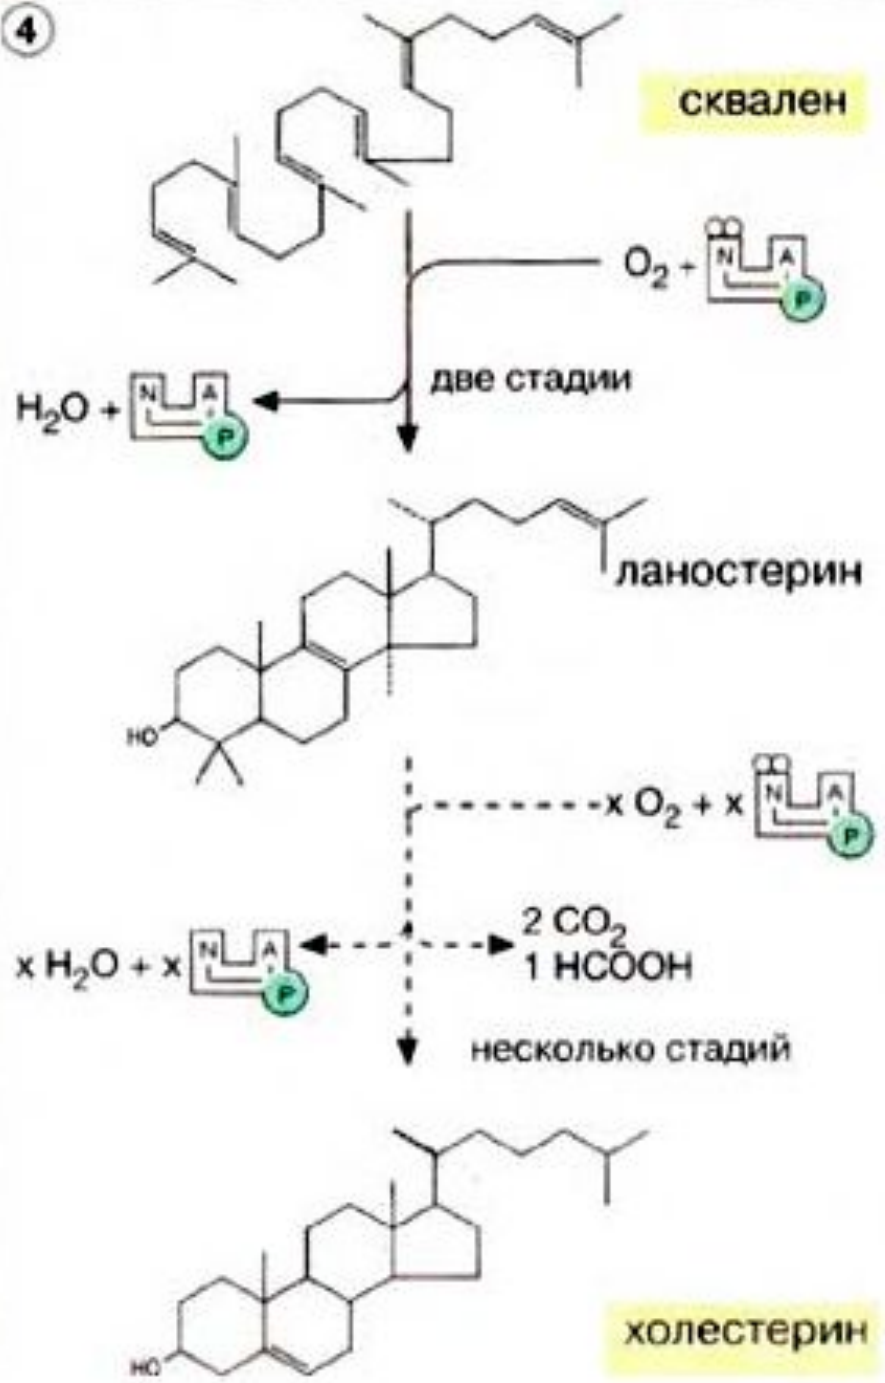 4
сквален
O₂ + N A P
две стадии
H₂O + N A P
ланостерин
HO
x O₂ + x N A P
2 CO₂
x H₂O + x N A P
1 HCOOH
несколько стадий
холестерин
HO